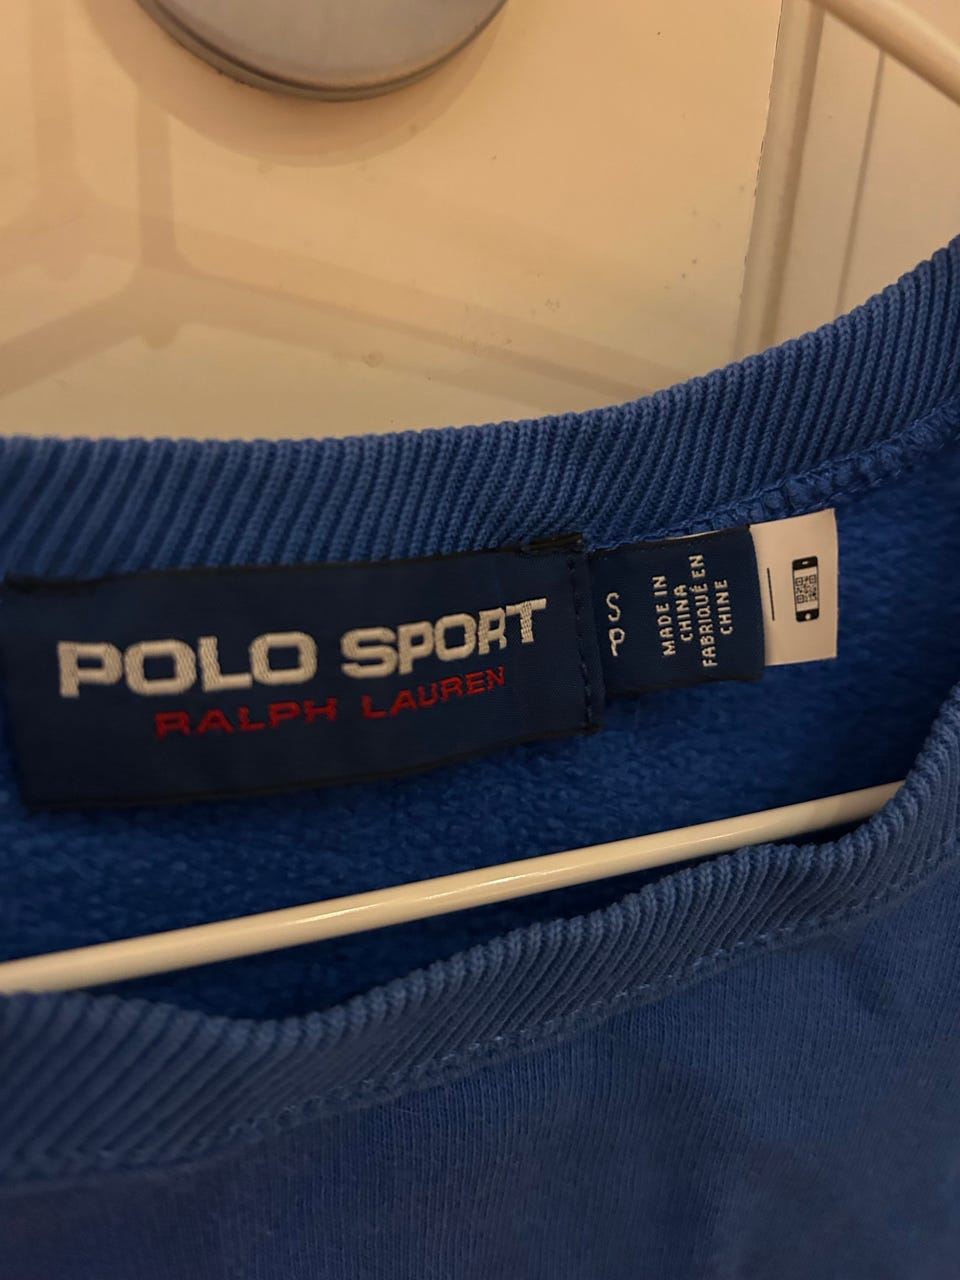 POLO SPORT
RALPH LAUREN
S
P
MADE IN
CHINA
FABRIQUÉ EN
CHINE